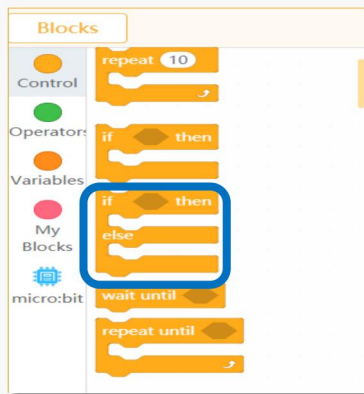 Blocks
Control
Operators
Variables
My
Blocks
micro:bit
repeat 10
if then
if then
else
wait until
repeat until